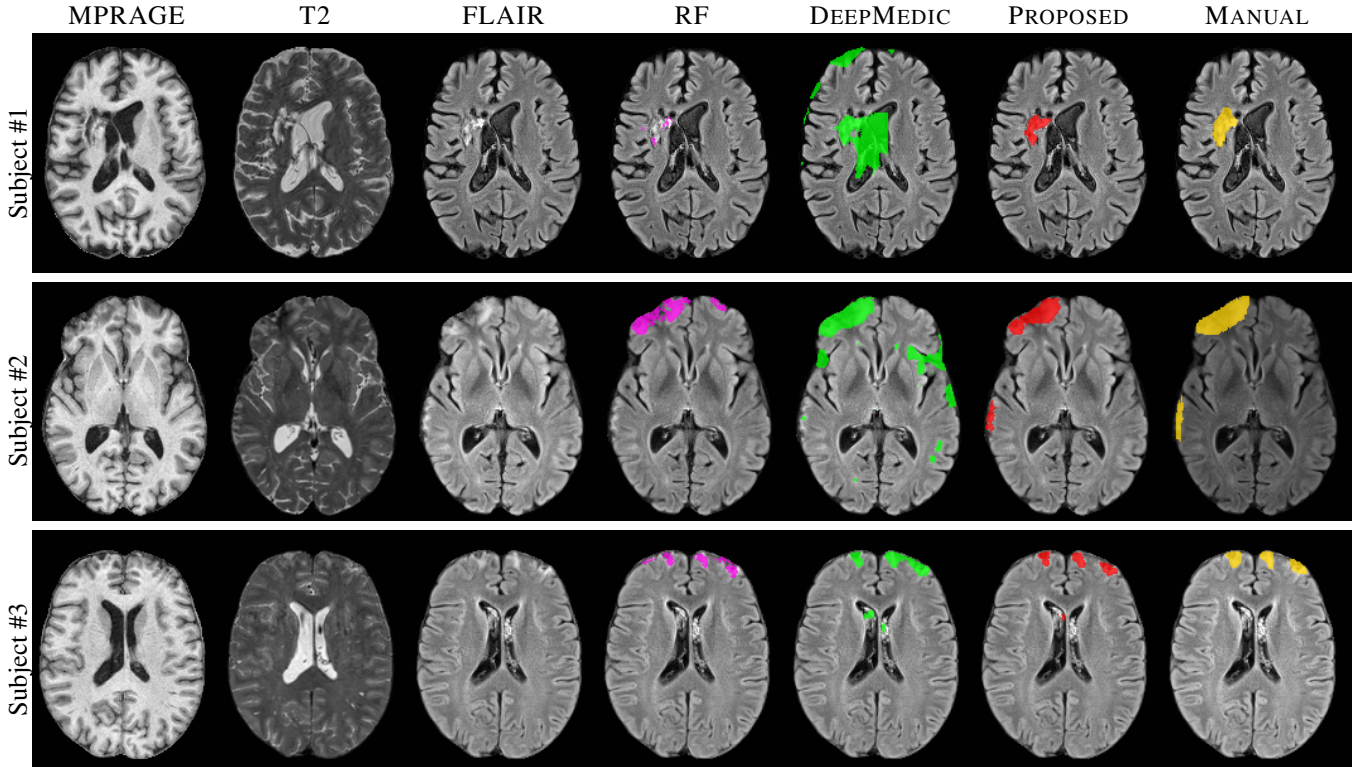 MPRAGE T2 FLAIR RF DEEPMEDIC PROPOSED MANUAL
Subject #1
Subject #2
Subject #3